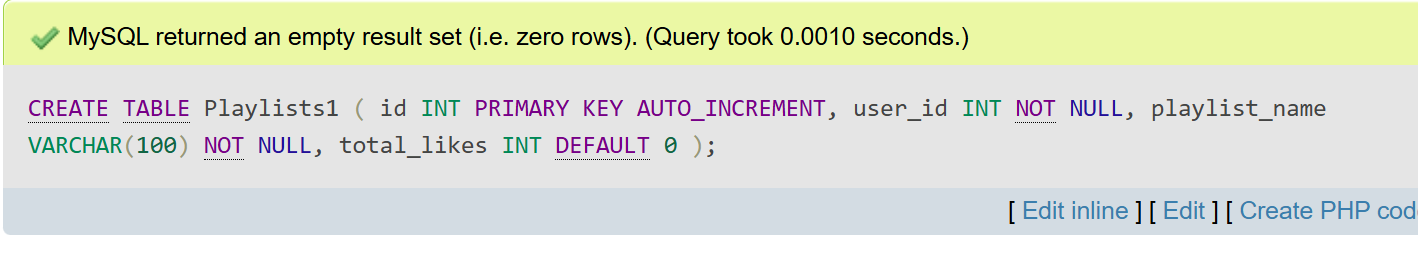 MySQL returned an empty result set (i.e. zero rows). (Query took 0.0010 seconds.)
CREATE TABLE Playlists1 ( id INT PRIMARY KEY AUTO_INCREMENT, user_id INT NOT NULL, playlist_name
VARCHAR(100) NOT NULL, total_likes INT DEFAULT 0 );
[ Edit inline ] [ Edit ] [ Create PHP cod